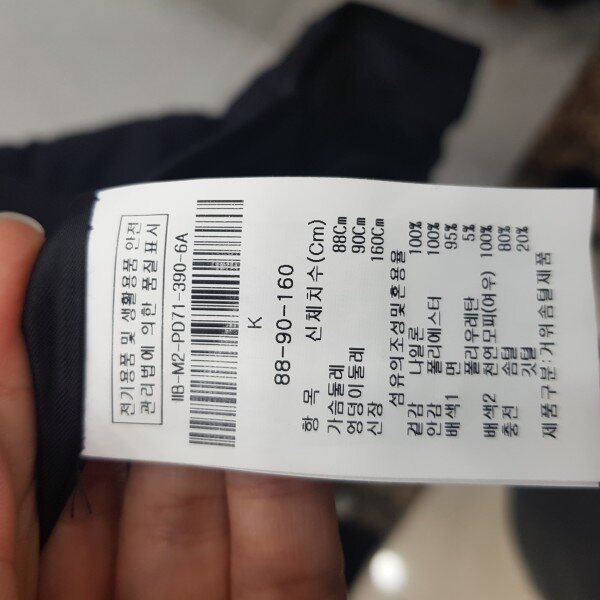 전기용품 및 생활용품 안전
관리법에 의한 품질 표시
IIB-M2-PD71-390-6A
K
88-90-160
항 목 신체치수(Cm)
가슴둘레 88Cm
엉덩이둘레 90Cm
신장 160Cm
섬유의조성및혼용율
겉감 나일론 100%
안감 폴리에스터 100%
배색1 면 95%
폴리우레탄 5%
배색2 천연모피(여우) 100%
충전 솜털 80%
깃털 20%
제품구분:거위솜털제품